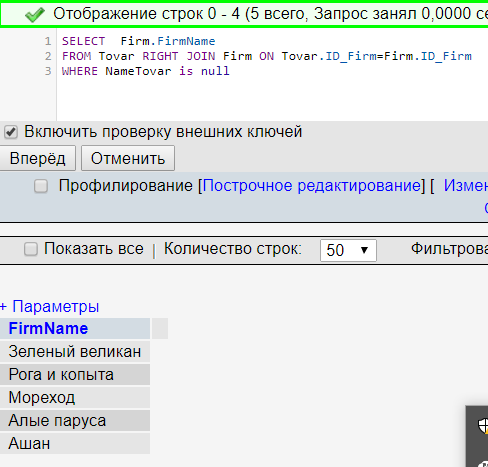 Отображение строк 0 - 4 (5 всего, Запрос занял 0,0000 се
1 SELECT Firm.FirmName
2 FROM Tovar RIGHT JOIN Firm ON Tovar.ID_Firm=Firm.ID_Firm
3 WHERE NameTovar is null
Включить проверку внешних ключей
Вперёд Отменить
Профилирование [Построчное редактирование] [ Измен
Показать все | Количество строк: 50 Фильтрова
+ Параметры
FirmName
Зеленый великан
Рога и копыта
Мореход
Алые паруса
Ашан